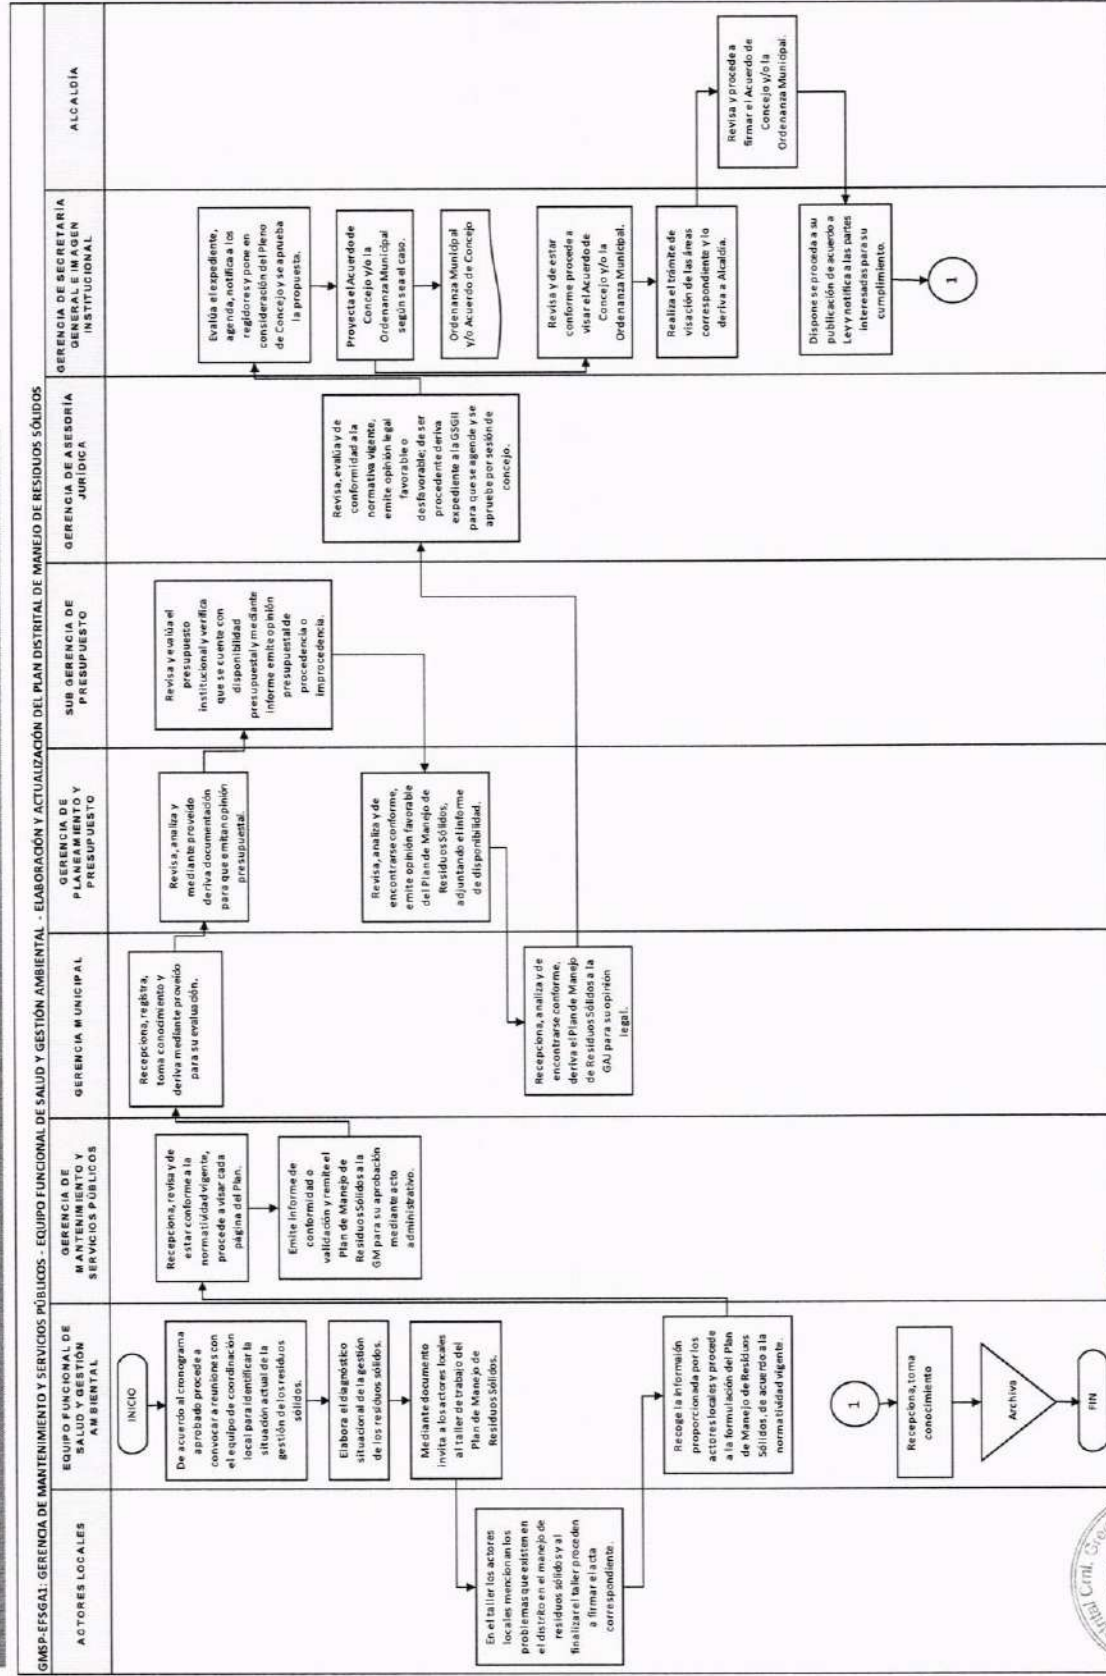 GMSP-EFSGA1: GERENCIA DE MANTENIMIENTO Y SERVICIOS PÚBLICOS - EQUIPO FUNCIONAL DE SALUD Y GESTIÓN AMBIENTAL - ELABORACIÓN Y ACTUALIZACIÓN DEL PLAN DISTRITAL DE MANEJO DE RESIDUOS SÓLIDOS
ACTORES LOCALES
EQUIPO FUNCIONAL DE
SALUD Y GESTIÓN
AMBIENTAL
GERENCIA DE
MANTENIMIENTO Y
SERVICIOS PÚBLICOS
GERENCIA MUNICIPAL
GERENCIA DE
PLANEAMIENTO Y
PRESUPUESTO
SUB GERENCIA DE
PRESUPUESTO
GERENCIA DE ASESORÍA
JURÍDICA
GERENCIA DE SECRETARÍA
GENERAL E IMAGEN
INSTITUCIONAL
ALCALDÍA
INICIO
De acuerdo al cronograma
aprobado procede a
convocar a reuniones con
el equipo de coordinación
local para identificar la
situación actual de la
gestión de los residuos
sólidos.
Elabora el diagnóstico
situacional de la gestión
de los residuos sólidos.
Mediante documento
invita a los actores locales
al taller de trabajo del
Plan de Manejo de
Residuos Sólidos.
En el taller los actores
locales mencionan los
problemas que existen en
el distrito en el manejo de
residuos sólidos y al
finalizar el taller proceden
a firmar el acta
correspondiente.
Recoge la informaión
proporcionada por los
actores locales y procede
a la formulación del Plan
de Manejo de Residuos
Sólidos, de acuerdo a la
normatividad vigente.
Recepciona, revisa y de
estar conforme a la
normatividad vigente,
procede a visar cada
página del Plan.
Emite informe de
conformidad o
validación y remite el
Plan de Manejo de
Residuos Sólidos a la
GM para su aprobación
mediante acto
administrativo.
Recepciona, registra,
toma conocimiento y
deriva mediante proveido
para su evaluación.
Revisa, analiza y
mediante proveido
deriva documentación
para que emitan opinión
presupuestal.
Revisa y evalúa el
presupuesto
institucional y verifica
que se cuente con
disponibilidad
presupuestal y mediante
informe emite opinión
presupuestal de
procedencia o
improcedencia.
Revisa, analiza y de
encontrarse conforme,
emite opinión favorable
del Plan de Manejo de
Residuos Sólidos,
adjuntando el informe
de disponibilidad.
Recepciona, analiza y de
encontrarse conforme,
deriva el Plan de Manejo
de Residuos Sólidos a la
GAJ para su opinión
legal.
Revisa, evalúa y de
conformidad a la
normativa vigente,
emite opinión legal
favorable o
desfavorable; de ser
procedente deriva
expediente a la GSGII
para que se agende y se
apruebe por sesión de
concejo.
Evalúa el expediente,
agenda, notifica a los
regidores y pone en
consideración del Pleno
de Concejo y se aprueba
la propuesta.
Proyecta el Acuerdo de
Concejo y/o la
Ordenanza Municipal
según sea el caso.
Ordenanza Municipal
y/o Acuerdo de Concejo
Revisa y de estar
conforme procede a
visar el Acuerdo de
Concejo y/o la
Ordenanza Municipal.
Realiza el trámite de
visación de las áreas
correspondiente y lo
deriva a Alcaldía.
Revisa y procede a
firmar el Acuerdo de
Concejo y/o la
Ordenanza Municipal.
Dispone se proceda a su
publicación de acuerdo a
Ley y notifica a las partes
interesadas para su
cumplimiento.
1
1
Recepciona, toma
conocimiento
Archiva
FIN